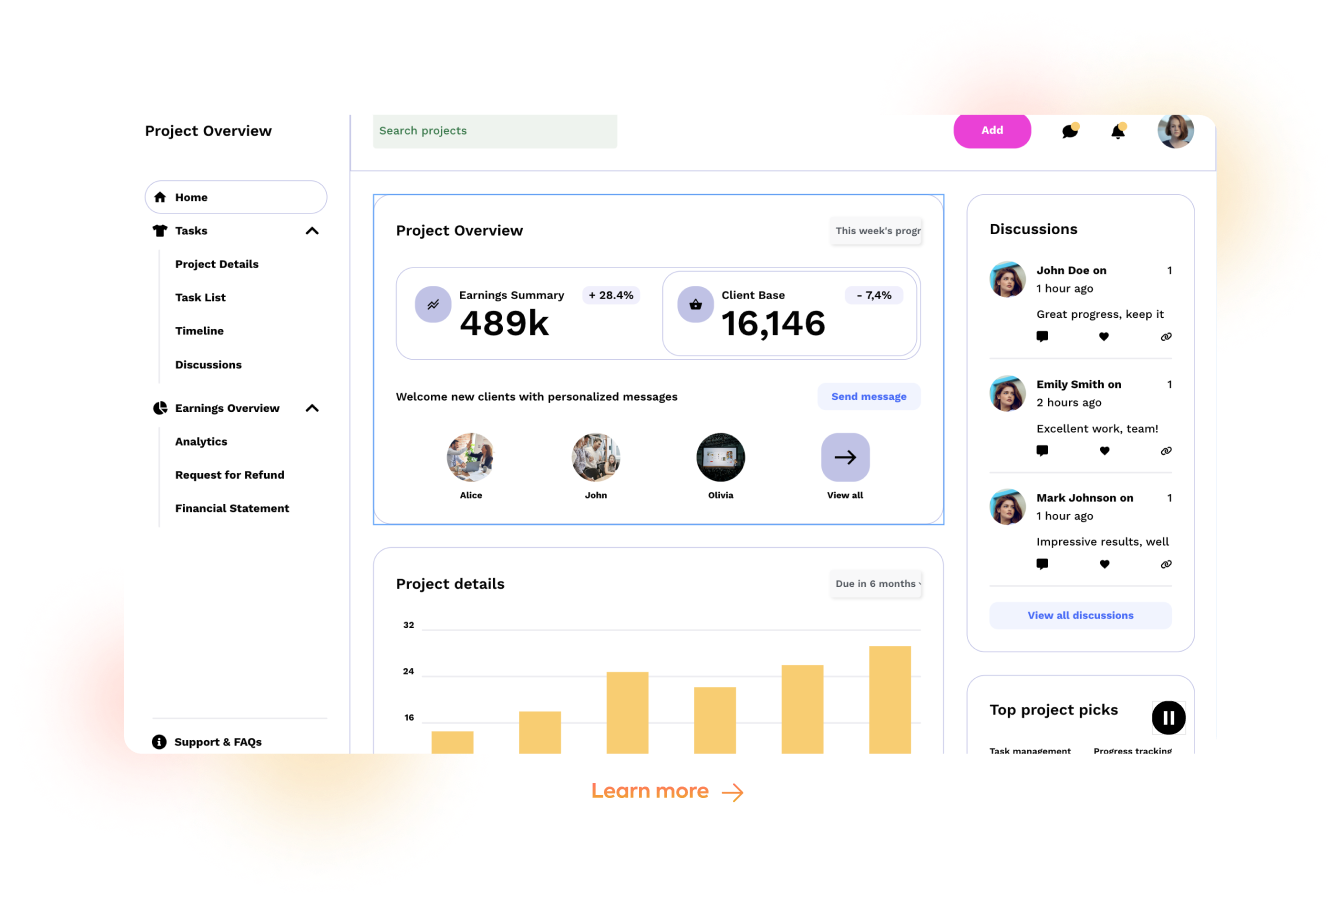 Project Overview
Search projects
Add
Home
Tasks
Project Details
Task List
Timeline
Discussions
Earnings Overview
Analytics
Request for Refund
Financial Statement
Support & FAQs
Project Overview
This week's progr
Earnings Summary
+ 28.4%
489k
Client Base
- 7,4%
16,146
Welcome new clients with personalized messages
Send message
Alice
John
Olivia
View all
Project details
Due in 6 months
32
24
16
Discussions
John Doe on
1
1 hour ago
Great progress, keep it
Emily Smith on
1
2 hours ago
Excellent work, team!
Mark Johnson on
1
1 hour ago
Impressive results, well
View all discussions
Top project picks
Task management
Progress tracking
Learn more